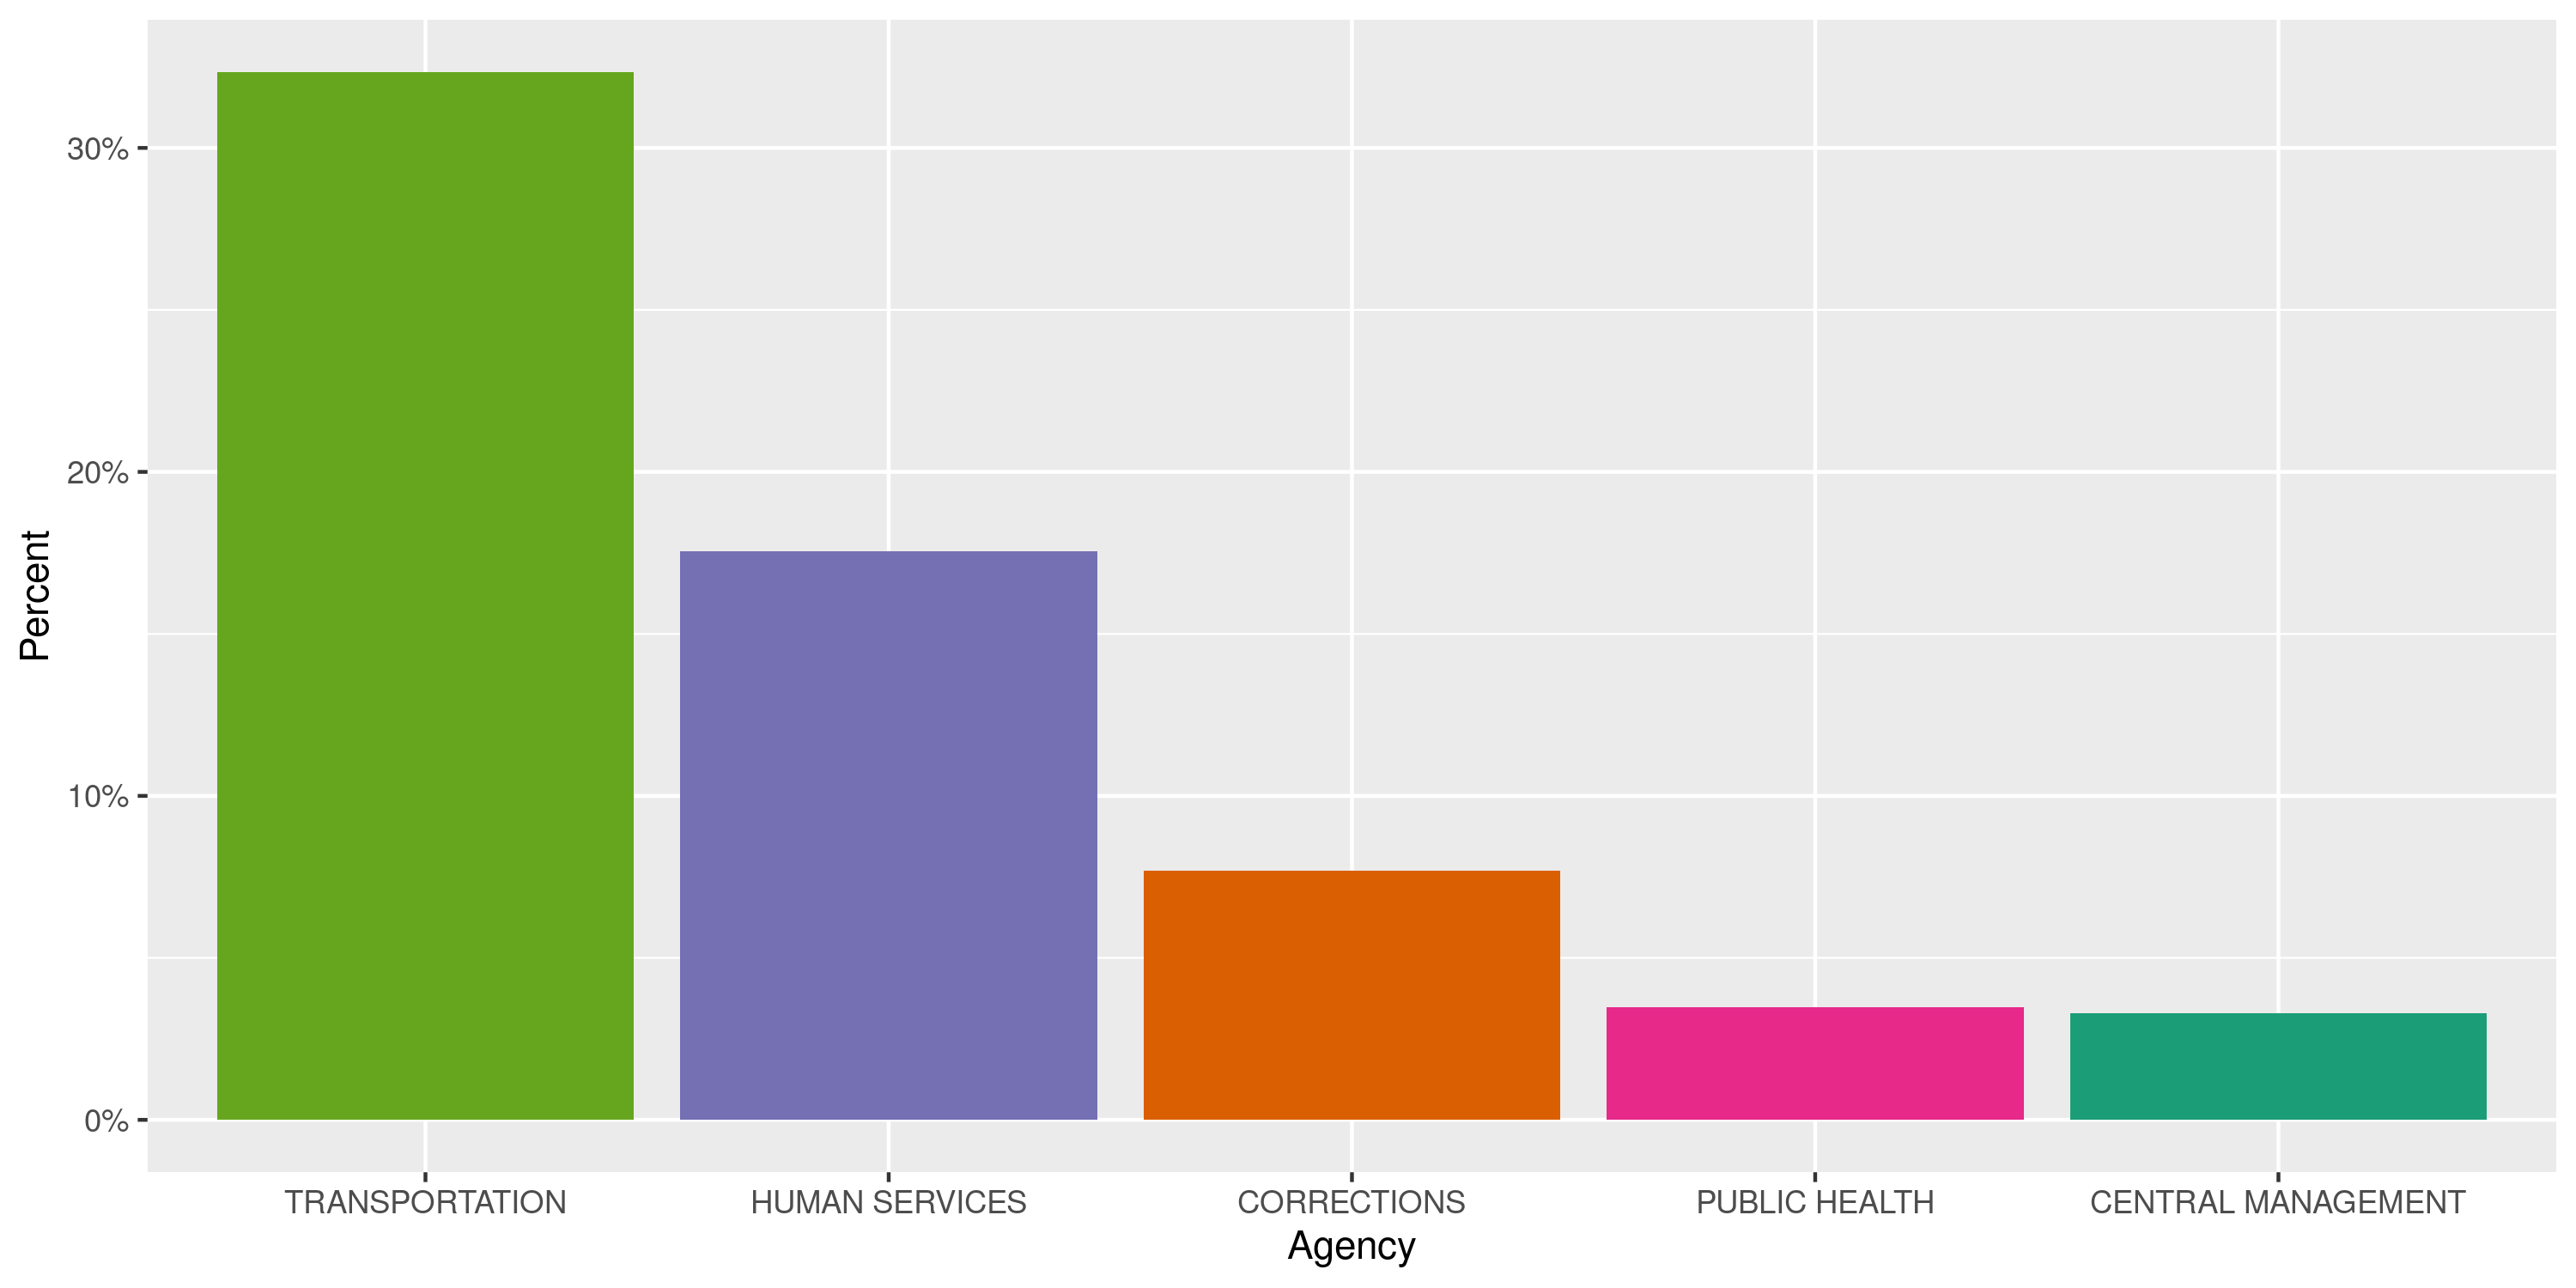 30%
20%
10%
0%
Percent
TRANSPORTATION
HUMAN SERVICES
CORRECTIONS
PUBLIC HEALTH
CENTRAL MANAGEMENT
Agency